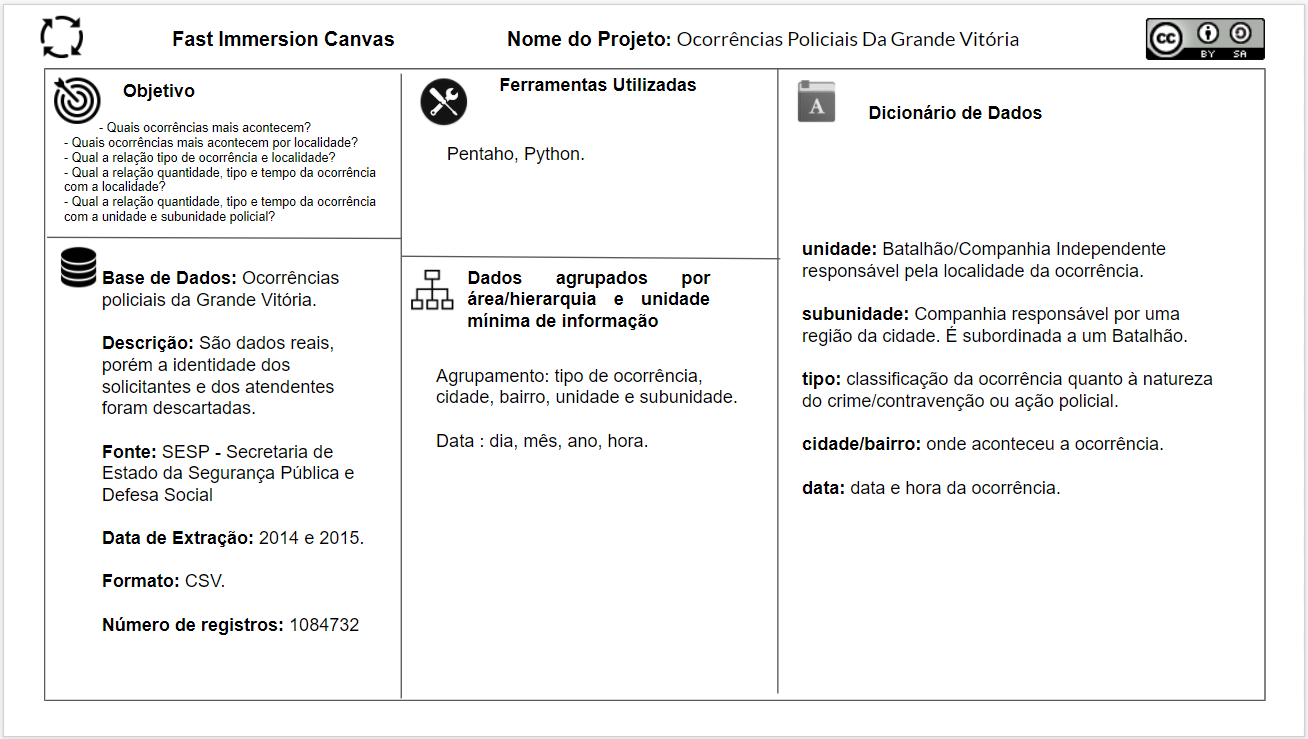 Fast Immersion Canvas
Nome do Projeto: Ocorrências Policiais Da Grande Vitória
cc
BY SA
Objetivo
- Quais ocorrências mais acontecem?
- Quais ocorrências mais acontecem por localidade?
- Qual a relação tipo de ocorrência e localidade?
- Qual a relação quantidade, tipo e tempo da ocorrência
com a localidade?
- Qual a relação quantidade, tipo e tempo da ocorrência
com a unidade e subunidade policial?
Base de Dados: Ocorrências
policiais da Grande Vitória.
Descrição: São dados reais,
porém a identidade dos
solicitantes e dos atendentes
foram descartadas.
Fonte: SESP - Secretaria de
Estado da Segurança Pública e
Defesa Social
Data de Extração: 2014 e 2015.
Formato: CSV.
Número de registros: 1084732
Ferramentas Utilizadas
Pentaho, Python.
Dados agrupados por
área/hierarquia e unidade
mínima de informação
Agrupamento: tipo de ocorrência,
cidade, bairro, unidade e subunidade.
Data : dia, mês, ano, hora.
A
Dicionário de Dados
unidade: Batalhão/Companhia Independente
responsável pela localidade da ocorrência.
subunidade: Companhia responsável por uma
região da cidade. É subordinada a um Batalhão.
tipo: classificação da ocorrência quanto à natureza
do crime/contravenção ou ação policial.
cidade/bairro: onde aconteceu a ocorrência.
data: data e hora da ocorrência.